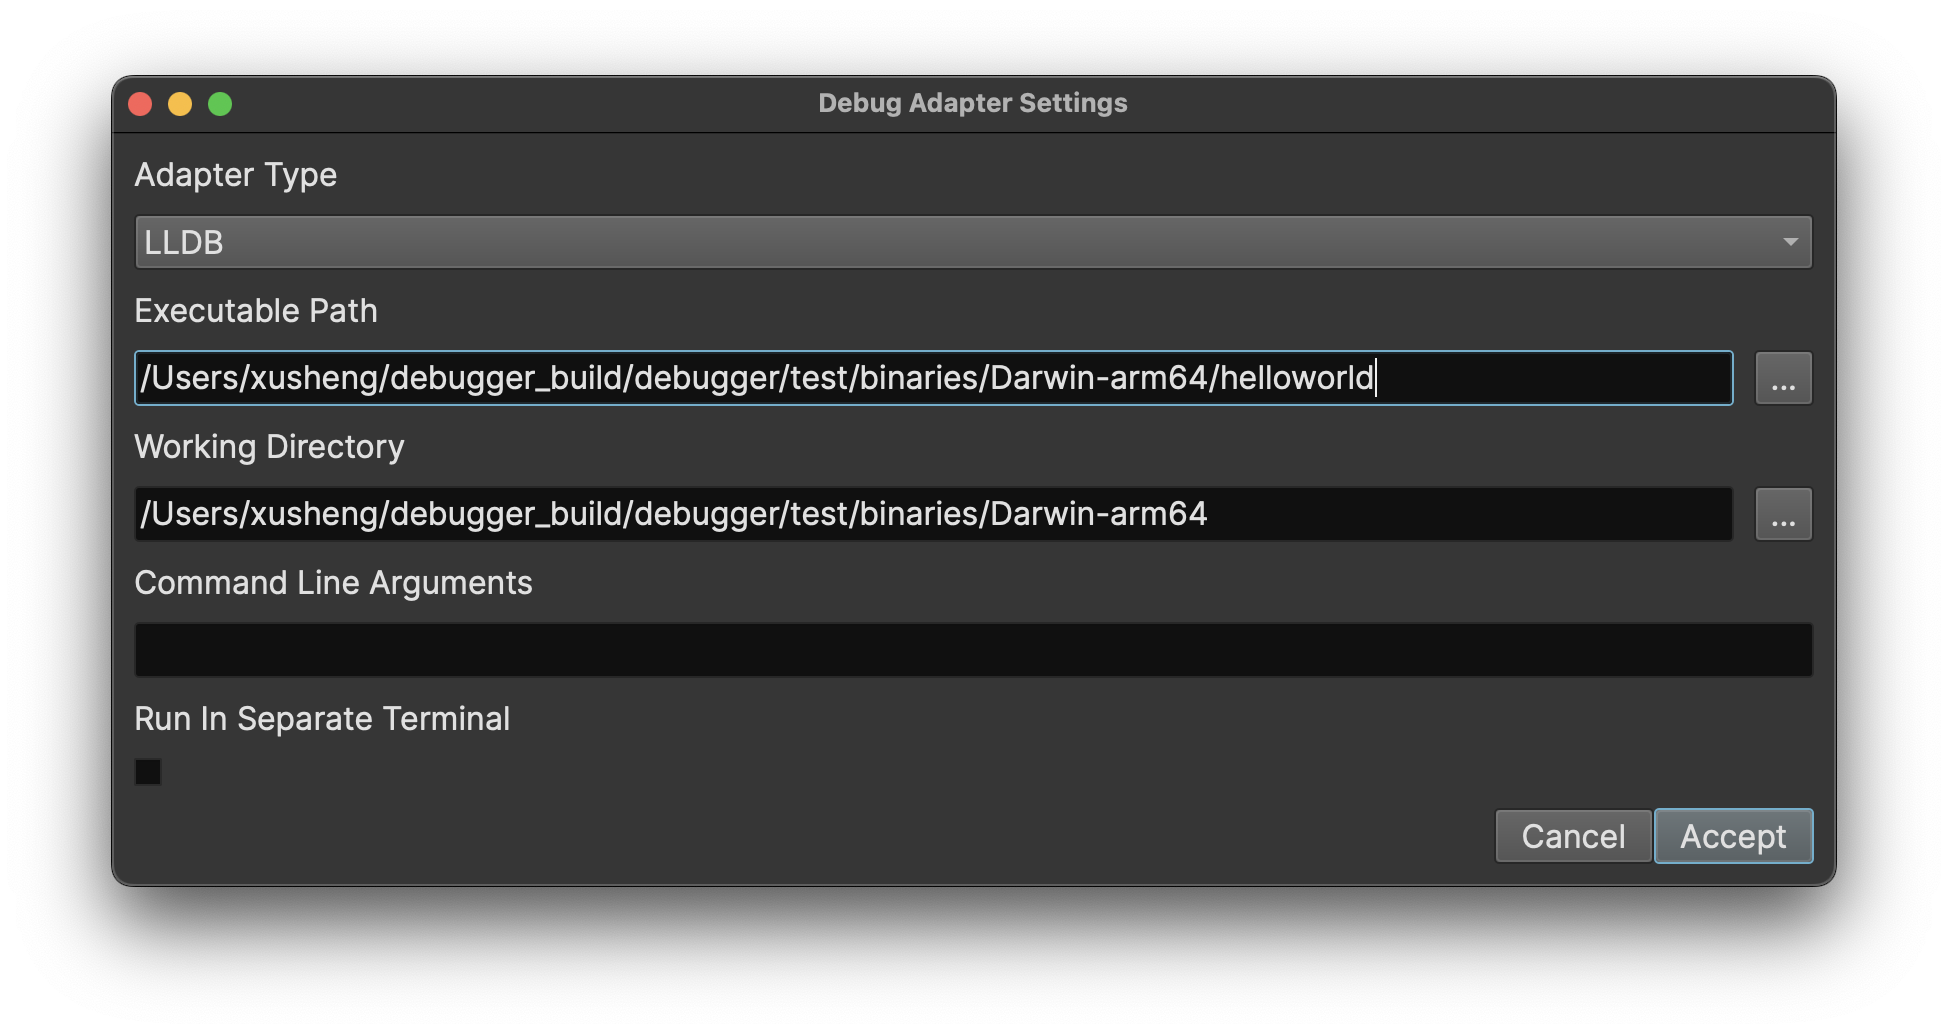 Debug Adapter Settings
Adapter Type
LLDB
Executable Path
/Users/xusheng/debugger_build/debugger/test/binaries/Darwin-arm64/helloworld
...
Working Directory
/Users/xusheng/debugger_build/debugger/test/binaries/Darwin-arm64
...
Command Line Arguments
Run In Separate Terminal
Cancel Accept